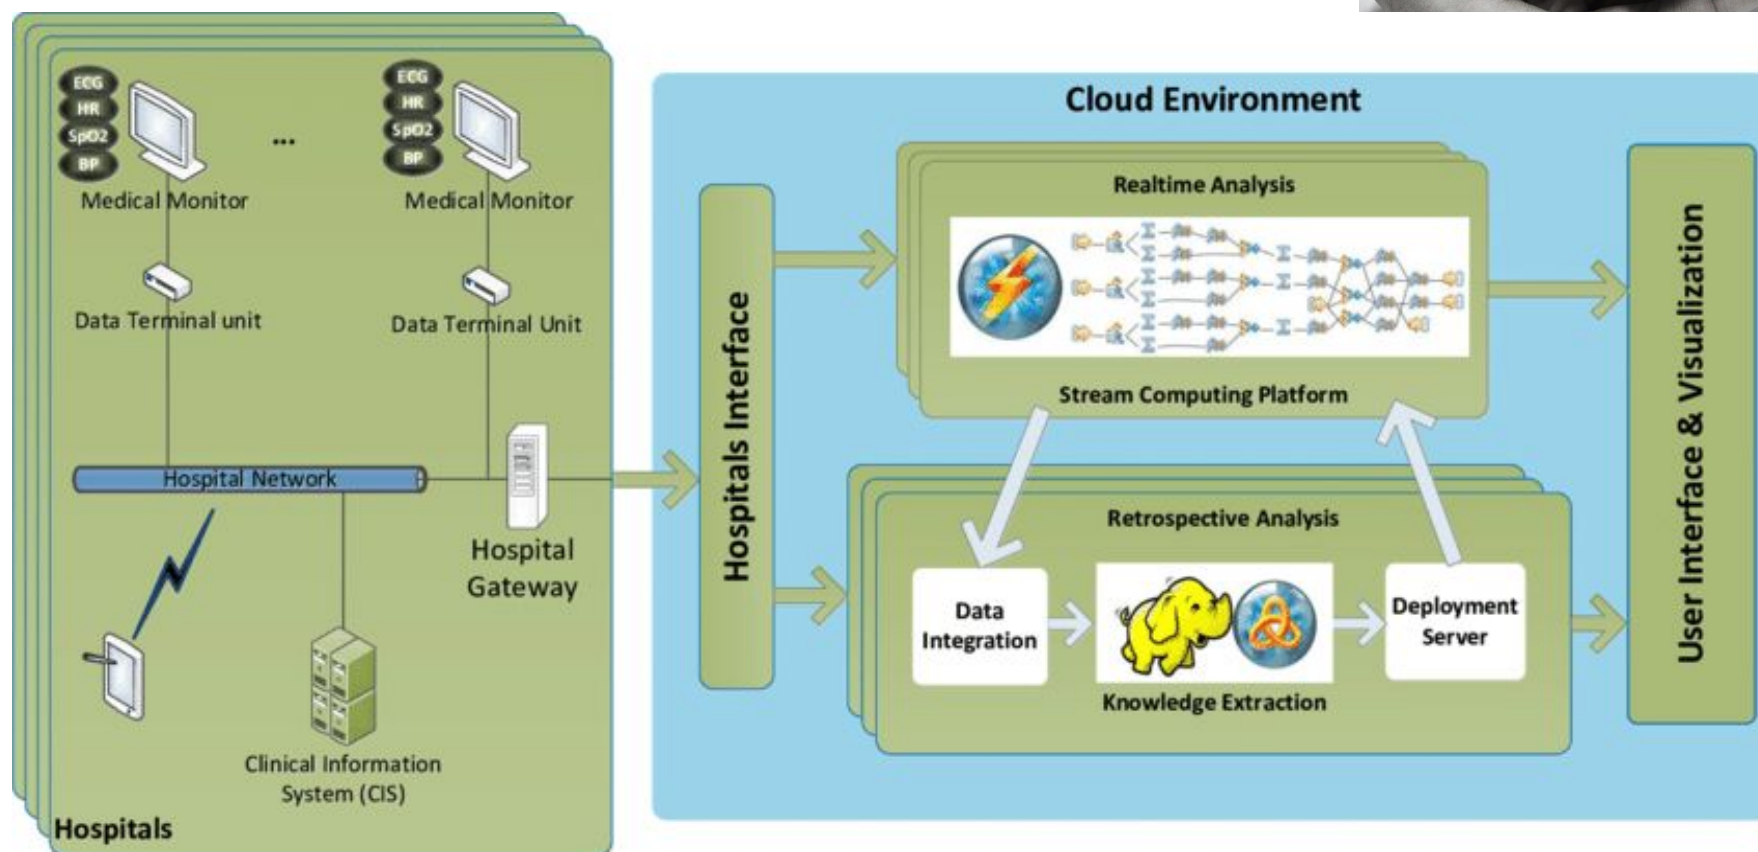 ECG
HR
SpO2
BP
Medical Monitor
...
ECG
HR
SpO2
BP
Medical Monitor
Data Terminal unit
Data Terminal Unit
Hospital Network
Hospital
Gateway
Clinical Information
System (CIS)
Hospitals
Cloud Environment
Hospitals Interface
Realtime Analysis
Stream Computing Platform
Retrospective Analysis
Data
Integration
Knowledge Extraction
Deployment
Server
User Interface & Visualization